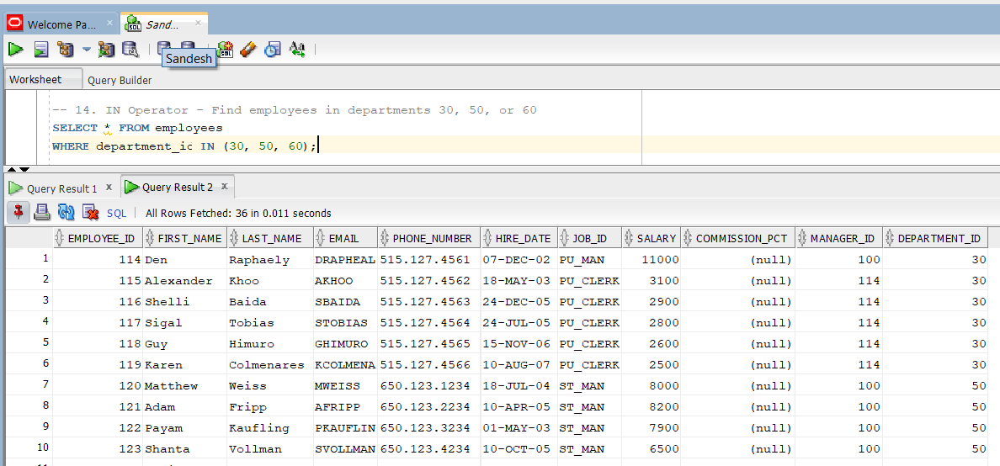 Welcome Pa... Sand...
Sandesh
Worksheet Query Builder
-- 14. IN Operator - Find employees in departments 30, 50, or 60
SELECT * FROM employees
WHERE department_id IN (30, 50, 60);
Query Result 1 x Query Result 2 x
SQL | All Rows Fetched: 36 in 0.011 seconds
EMPLOYEE_ID FIRST_NAME LAST_NAME EMAIL PHONE_NUMBER HIRE_DATE JOB_ID SALARY COMMISSION_PCT MANAGER_ID DEPARTMENT_ID
1 114 Den Raphaely DRAPHEAL 515.127.4561 07-DEC-02 PU_MAN 11000 (null) 100 30
2 115 Alexander Khoo AKHOO 515.127.4562 18-MAY-03 PU_CLERK 3100 (null) 114 30
3 116 Shelli Baida SBAIDA 515.127.4563 24-DEC-05 PU_CLERK 2900 (null) 114 30
4 117 Sigal Tobias STOBIAS 515.127.4564 24-JUL-05 PU_CLERK 2800 (null) 114 30
5 118 Guy Himuro GHIMURO 515.127.4565 15-NOV-06 PU_CLERK 2600 (null) 114 30
6 119 Karen Colmenares KCOLMENA 515.127.4566 10-AUG-07 PU_CLERK 2500 (null) 114 30
7 120 Matthew Weiss MWEISS 650.123.1234 18-JUL-04 ST_MAN 8000 (null) 100 50
8 121 Adam Fripp AFRIPP 650.123.2234 10-APR-05 ST_MAN 8200 (null) 100 50
9 122 Payam Kaufling PKAUFLIN 650.123.3234 01-MAY-03 ST_MAN 7900 (null) 100 50
10 123 Shanta Vollman SVOLLMAN 650.123.4234 10-OCT-05 ST_MAN 6500 (null) 100 50